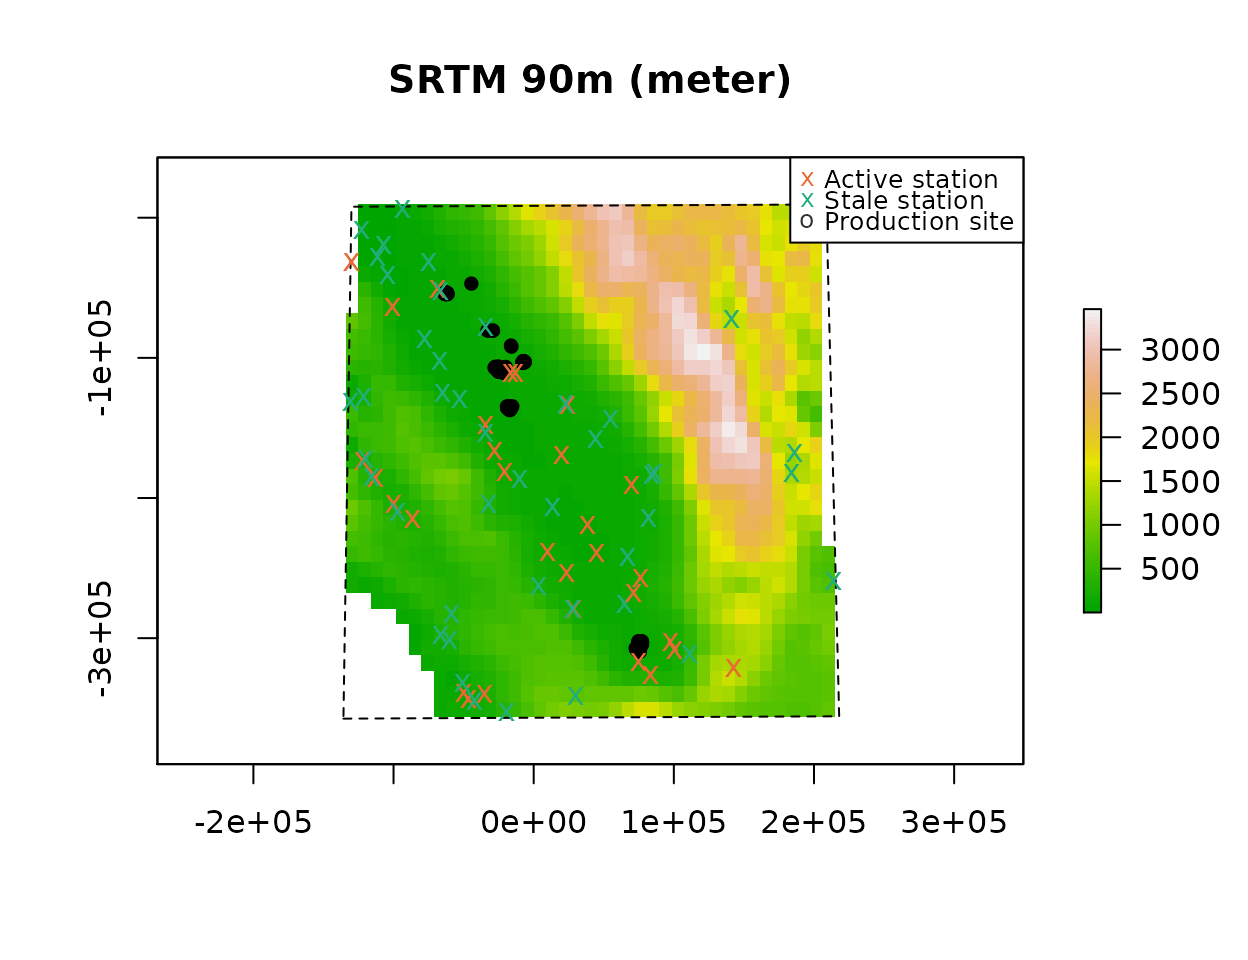 SRTM 90m (meter)
x Active station
x Stale station
o Production site
-1e+05
-3e+05
3000
2500
2000
1500
1000
500
-2e+05 0e+00 1e+05 2e+05 3e+05